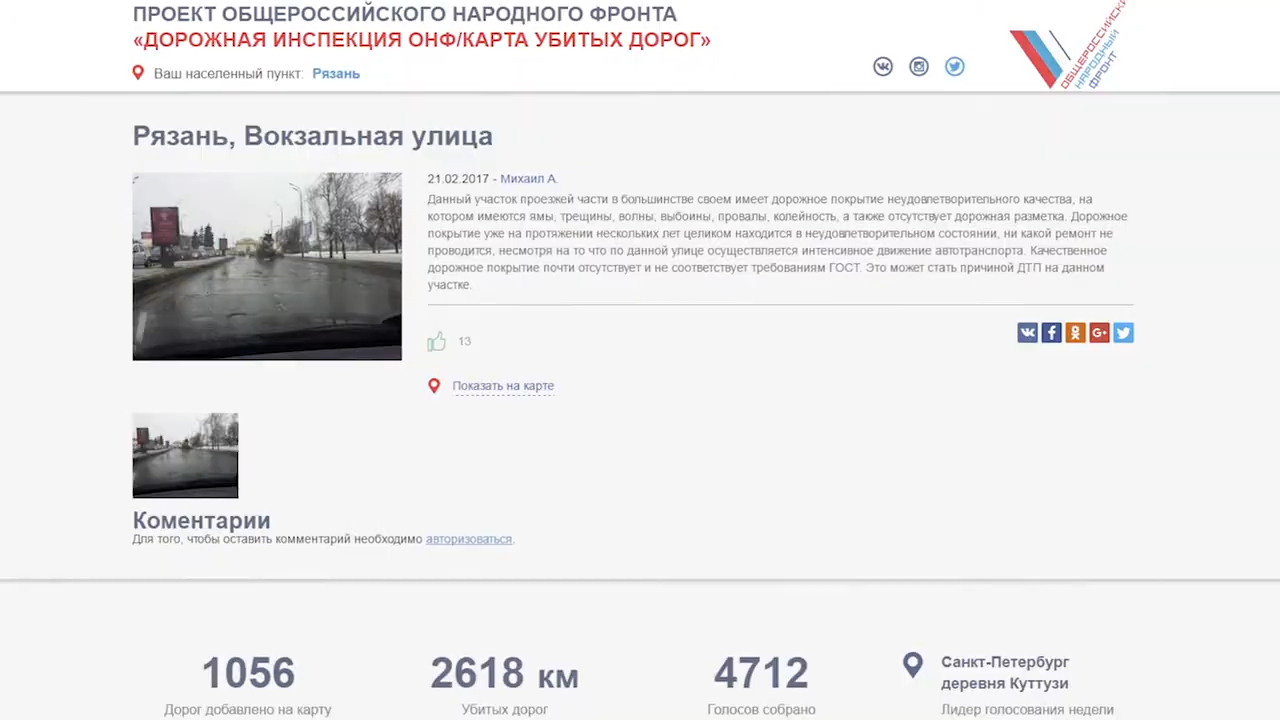 ПРОЕКТ ОБЩЕРОССИЙСКОГО НАРОДНОГО ФРОНТА
«ДОРОЖНАЯ ИНСПЕКЦИЯ ОНФ/КАРТА УБИТЫХ ДОРОГ»
Ваш населенный пункт: Рязань
ОБЩЕРОССИЙСКИЙ
НАРОДНЫЙ
ФРОНТ
Рязань, Вокзальная улица
21.02.2017 - Михаил А.
Данный участок проезжей части в большинстве своем имеет дорожное покрытие неудовлетворительного качества, на
котором имеются ямы, трещины, волны, выбоины, провалы, колейность, а также отсутствует дорожная разметка. Дорожное
покрытие уже на протяжении нескольких лет целиком находится в неудовлетворительном состоянии, ни какой ремонт не
проводится, несмотря на то что по данной улице осуществляется интенсивное движение автотранспорта. Качественное
дорожное покрытие почти отсутствует и не соответствует требованиям ГОСТ. Это может стать причиной ДТП на данном
участке.
13
Показать на карте
Коментарии
Для того, чтобы оставить комментарий необходимо авторизоваться.
1056
Дорог добавлено на карту
2618 км
Убитых дорог
4712
Голосов собрано
Санкт-Петербург
деревня Куттузи
Лидер голосования недели